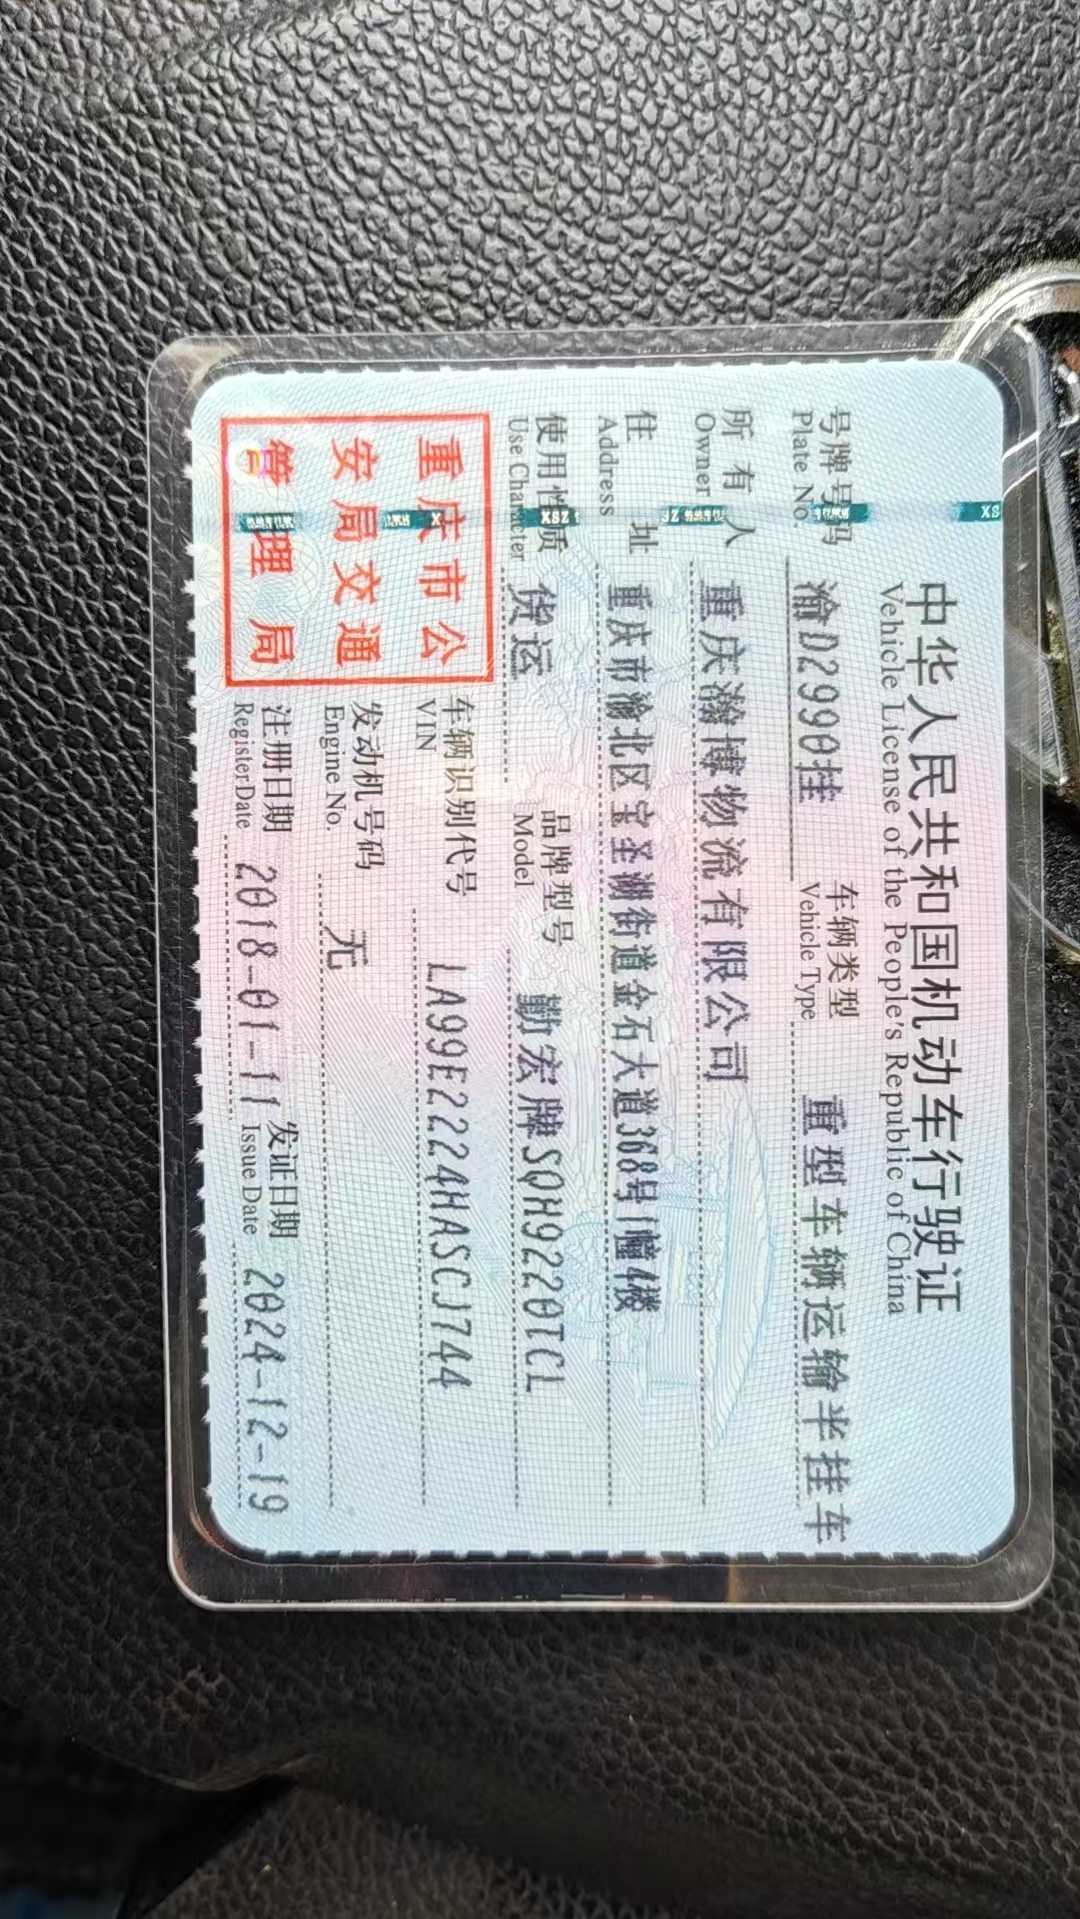 中华人民共和国机动车行驶证
Vehicle License of the People's Republic of China
号牌号码 渝D2990挂 车辆类型 重型车辆运输半挂车
Plate No. Vehicle Type
所有人 重庆瀚博物流有限公司
Owner
住址 重庆市渝北区宝圣湖街道金石大道368号1幢4楼
Address
使用性质 货运 品牌型号 勤宏牌SQH9220TCL
Use Character Model
车辆识别代号 LA99E2224HASCJ744
VIN
发动机号码 无
Engine No.
注册日期 2018-01-11 发证日期 2024-12-19
Register Date Issue Date
重庆市公
安局交通
管理局
XSZ